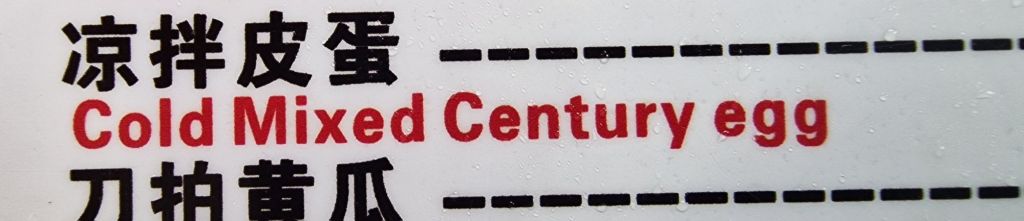 凉拌皮蛋 ------------
Cold Mixed Century egg
刀拍黄瓜 ------------